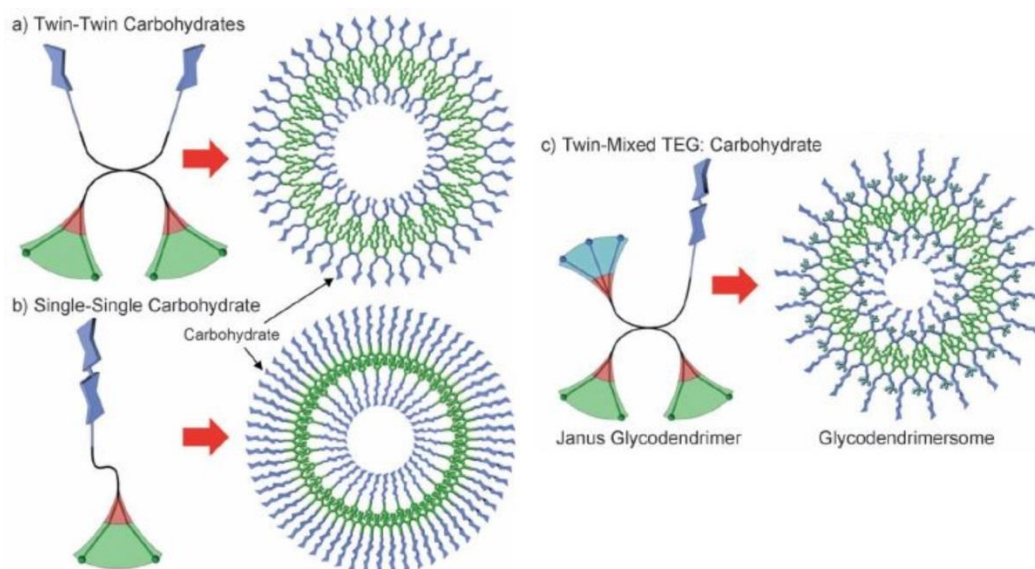 a) Twin-Twin Carbohydrates
b) Single-Single Carbohydrate
Carbohydrate
c) Twin-Mixed TEG: Carbohydrate
Janus Glycodendrimer
Glycodendrimersome